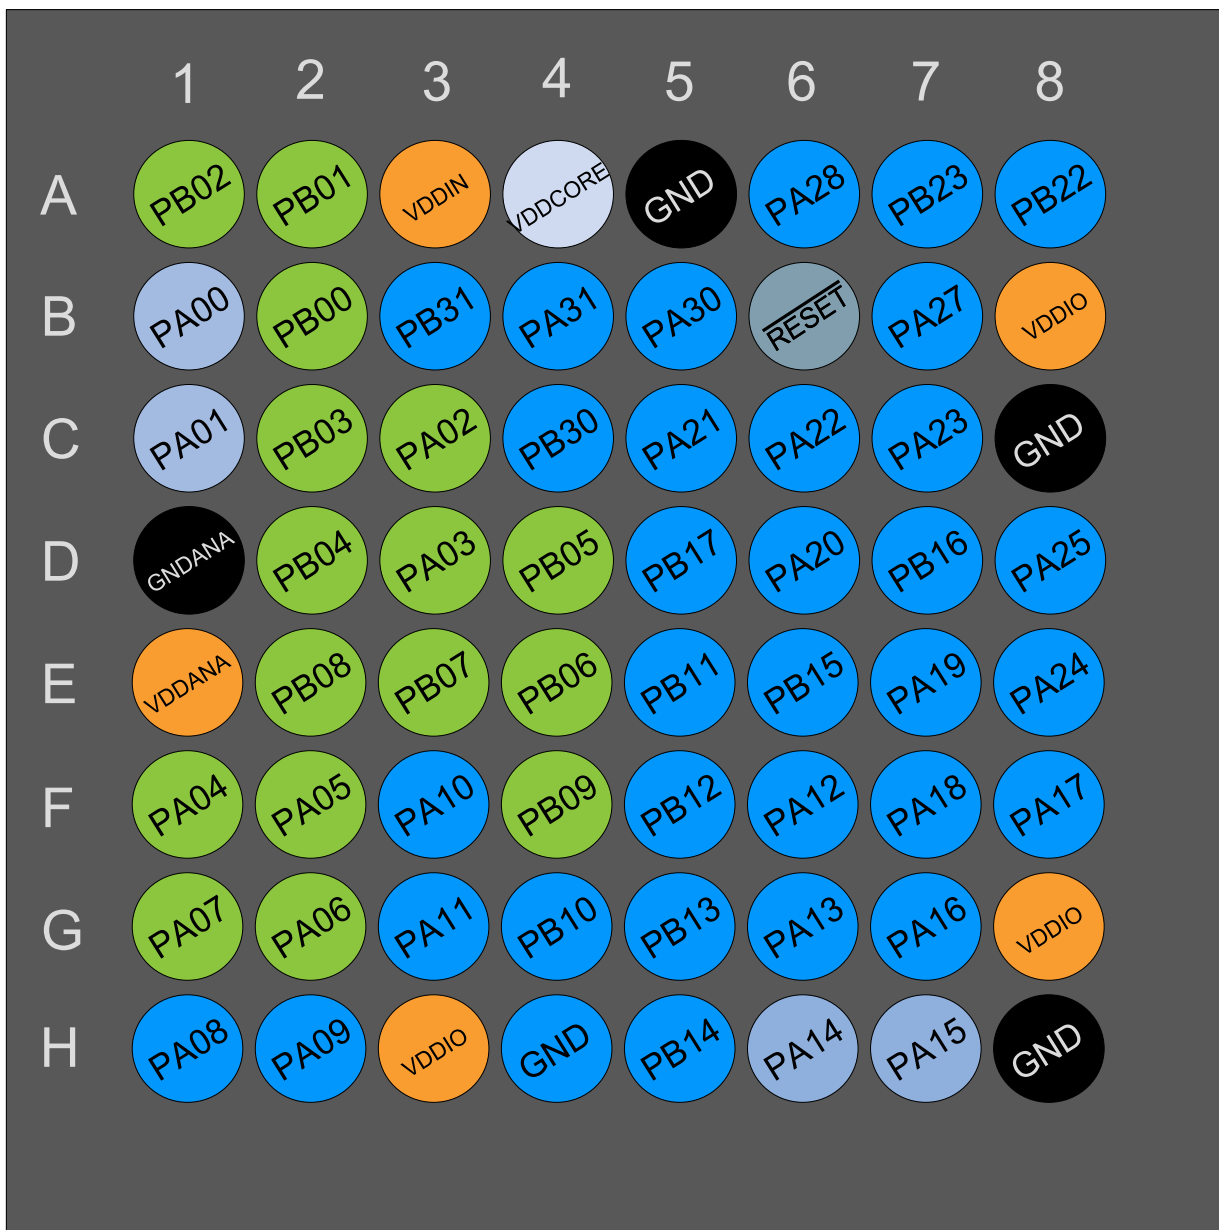 1 2 3 4 5 6 7 8
A PB02 PB01 VDDIN VDDCORE GND PA28 PB23 PB22
B PA00 PB00 PB31 PA31 PA30 RESET PA27 VDDIO
C PA01 PB03 PA02 PB30 PA21 PA22 PA23 GND
D GNDANA PB04 PA03 PB05 PB17 PA20 PB16 PA25
E VDDANA PB08 PB07 PB06 PB11 PB15 PA19 PA24
F PA04 PA05 PA10 PB09 PB12 PA12 PA18 PA17
G PA07 PA06 PA11 PB10 PB13 PA13 PA16 VDDIO
H PA08 PA09 VDDIO GND PB14 PA14 PA15 GND